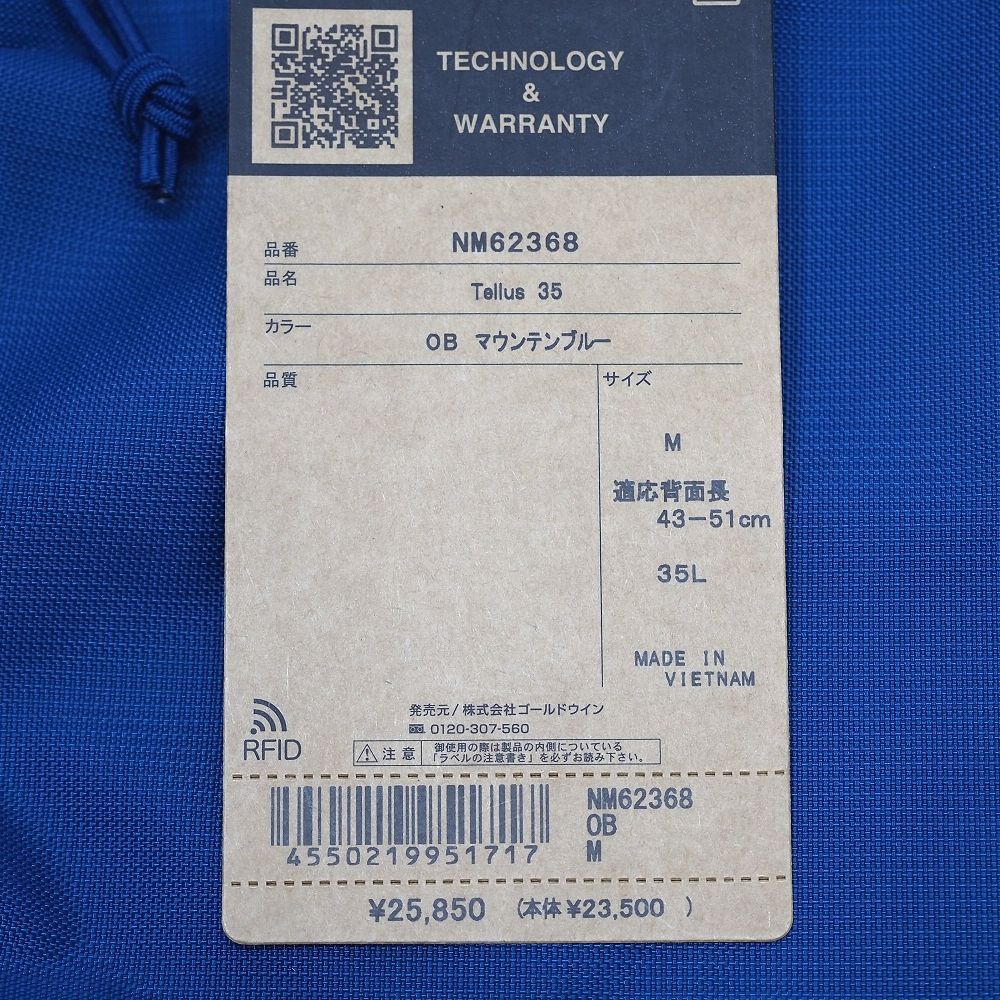 TECHNOLOGY
&
WARRANTY
品番 NM62368
品名 Tellus 35
カラー OB マウンテンブルー
品質
サイズ
M
適応背面長
43-51cm
35L
MADE IN
VIETNAM
発売元/株式会社ゴールドウイン
0120-307-560
RFID
注意 御使用の際は製品の内側についている
「ラベルの注意書き」を必ずお読み下さい。
4550219951717
NM62368
OB
M
¥25,850 (本体¥23,500 )